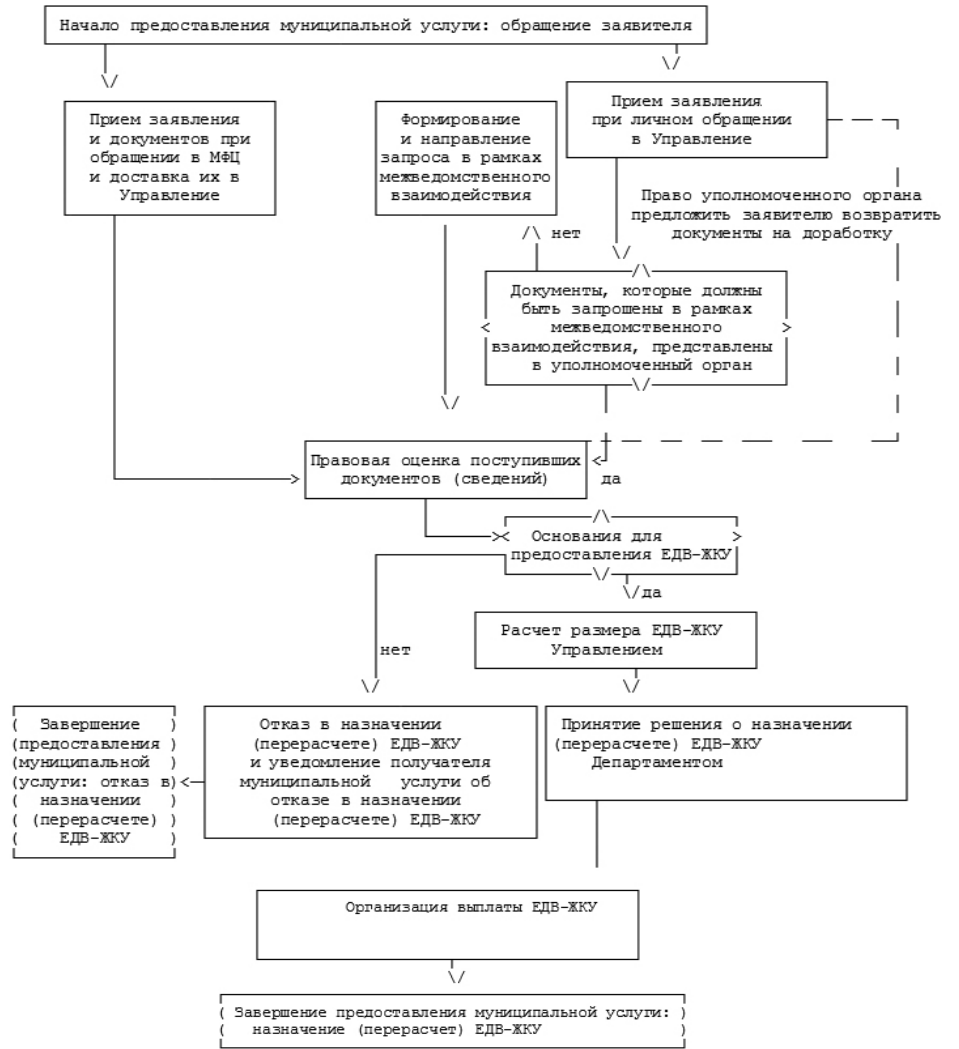 Начало предоставления муниципальной услуги: обращение заявителя
Прием заявления
и документов при
обращении в МФЦ
и доставка их в
Управление
Формирование
и направление
запроса в рамках
межведомственного
взаимодействия
Прием заявления
при личном обращении
в Управление
Право уполномоченного органа
предложить заявителю возвратить
документы на доработку
нет
Документы, которые должны
быть запрошены в рамках
межведомственного
взаимодействия, представлены
в уполномоченный орган
Правовая оценка поступивших
документов (сведений)
да
Основания для
предоставления ЕДВ-ЖКУ
да
нет
Расчет размера ЕДВ-ЖКУ
Управлением
( Завершение )
(предоставления )
(муниципальной )
(услуги: отказ в)
( назначении )
( (перерасчете) )
( ЕДВ-ЖКУ )
Отказ в назначении
(перерасчете) ЕДВ-ЖКУ
и уведомление получателя
муниципальной услуги об
отказе в назначении
(перерасчете) ЕДВ-ЖКУ
Принятие решения о назначении
(перерасчете) ЕДВ-ЖКУ
Департаментом
Организация выплаты ЕДВ-ЖКУ
( Завершение предоставления муниципальной услуги: )
( назначение (перерасчет) ЕДВ-ЖКУ )